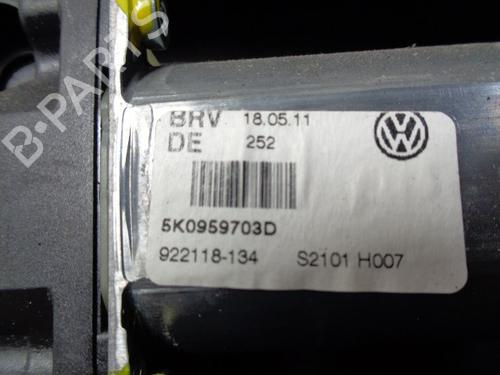 BRV 18.05.11
DE 252
5K0959703D
922118-134 S2101 H007
B-PARTS